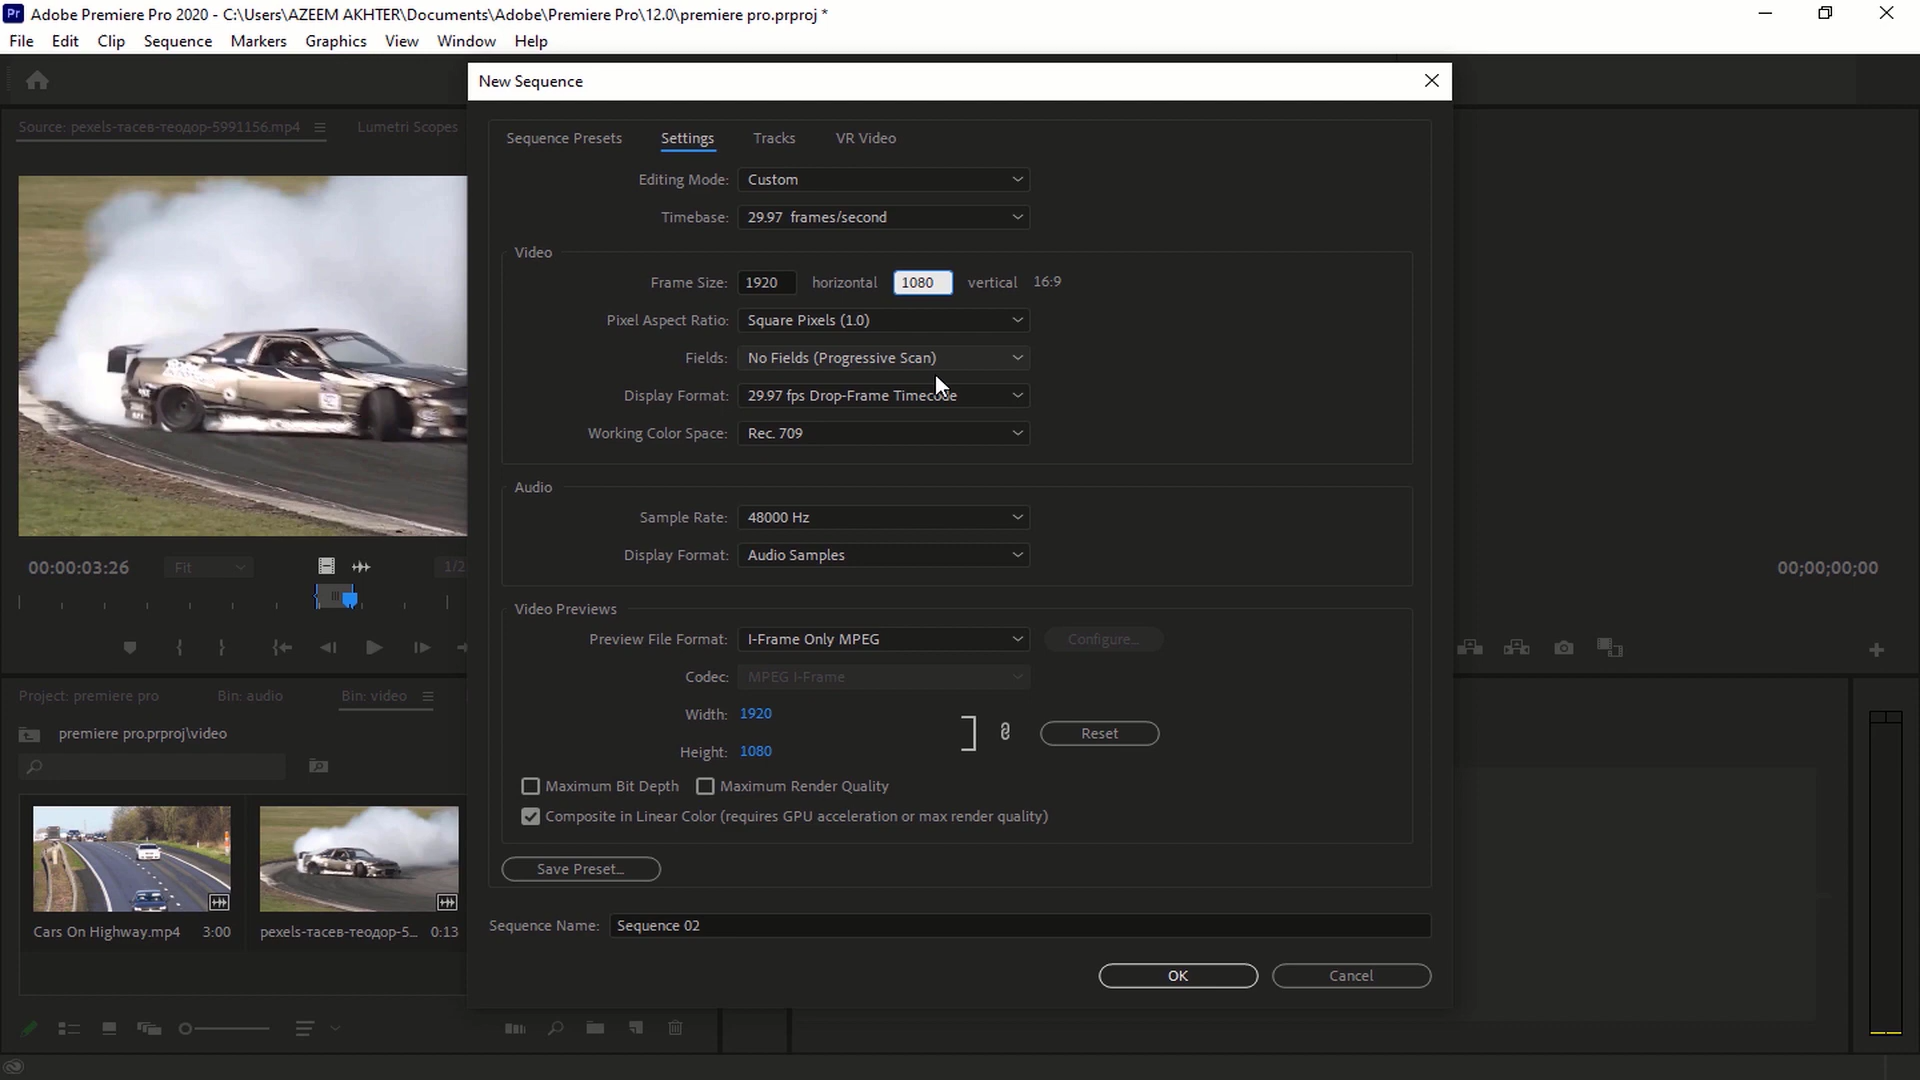 Pr Adobe Premiere Pro 2020 - C:\Users\AZEEM AKHTER\Documents\Adobe\Premiere Pro\12.0\premiere pro.prproj *
File Edit Clip Sequence Markers Graphics View Window Help
New Sequence
Source: pexels-тасев-теодор-5991156.mp4 Lumetri Scopes
Sequence Presets Settings Tracks VR Video
Editing Mode: Custom
Timebase: 29.97 frames/second
Video
Frame Size: 1920 horizontal 1080 vertical 16:9
Pixel Aspect Ratio: Square Pixels (1.0)
Fields: No Fields (Progressive Scan)
Display Format: 29.97 fps Drop-Frame Timecode
Working Color Space: Rec. 709
Audio
Sample Rate: 48000 Hz
Display Format: Audio Samples
00:00:03:26 Fit 1/2 00;00;00;00
Video Previews
Preview File Format: I-Frame Only MPEG Configure...
Codec: MPEG I-Frame
Width: 1920
Height: 1080
Reset
Maximum Bit Depth Maximum Render Quality
Composite in Linear Color (requires GPU acceleration or max render quality)
Save Preset...
Sequence Name: Sequence 02
OK Cancel
Project: premiere pro Bin: audio Bin: video
premiere pro.prproj\video
Cars On Highway.mp4 3:00 pexels-тасев-теодор-5... 0:13